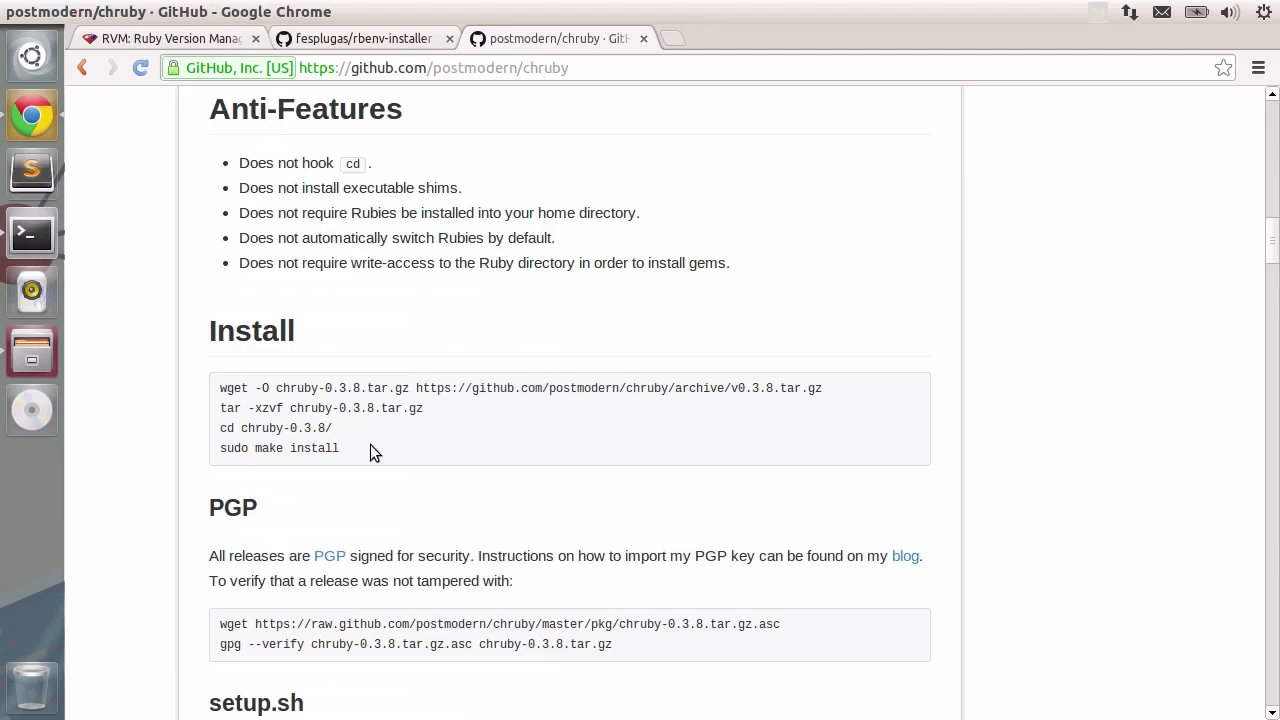 postmodern/chruby · GitHub - Google Chrome
RVM: Ruby Version Mana
fesplugas/rbenv-installer
postmodern/chruby · GitH
GitHub, Inc. [US] https://github.com/postmodern/chruby
Anti-Features
• Does not hook cd .
• Does not install executable shims.
• Does not require Rubies be installed into your home directory.
• Does not automatically switch Rubies by default.
• Does not require write-access to the Ruby directory in order to install gems.
Install
wget -O chruby-0.3.8.tar.gz https://github.com/postmodern/chruby/archive/v0.3.8.tar.gz
tar -xzvf chruby-0.3.8.tar.gz
cd chruby-0.3.8/
sudo make install
PGP
All releases are PGP signed for security. Instructions on how to import my PGP key can be found on my blog.
To verify that a release was not tampered with:
wget https://raw.github.com/postmodern/chruby/master/pkg/chruby-0.3.8.tar.gz.asc
gpg --verify chruby-0.3.8.tar.gz.asc chruby-0.3.8.tar.gz
setup.sh